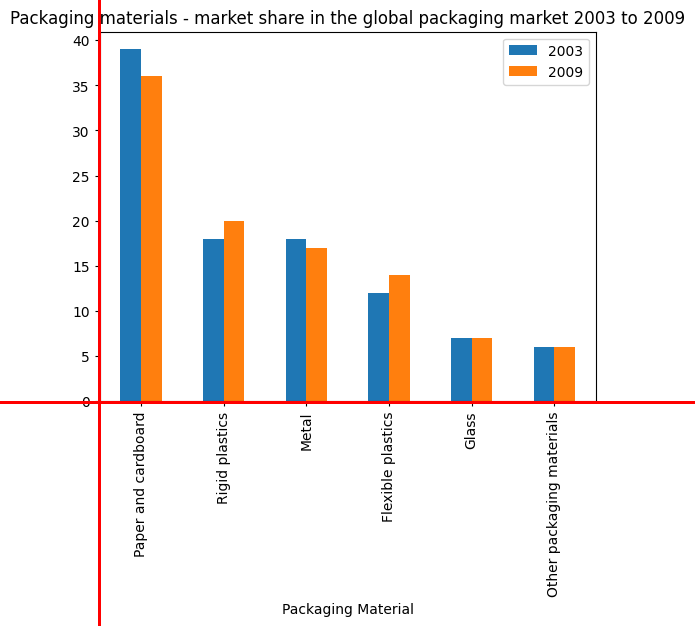 Packaging materials - market share in the global packaging market 2003 to 2009
2003
2009
40
35
30
25
20
15
10
5
0
Paper and cardboard
Rigid plastics
Metal
Flexible plastics
Glass
Other packaging materials
Packaging Material